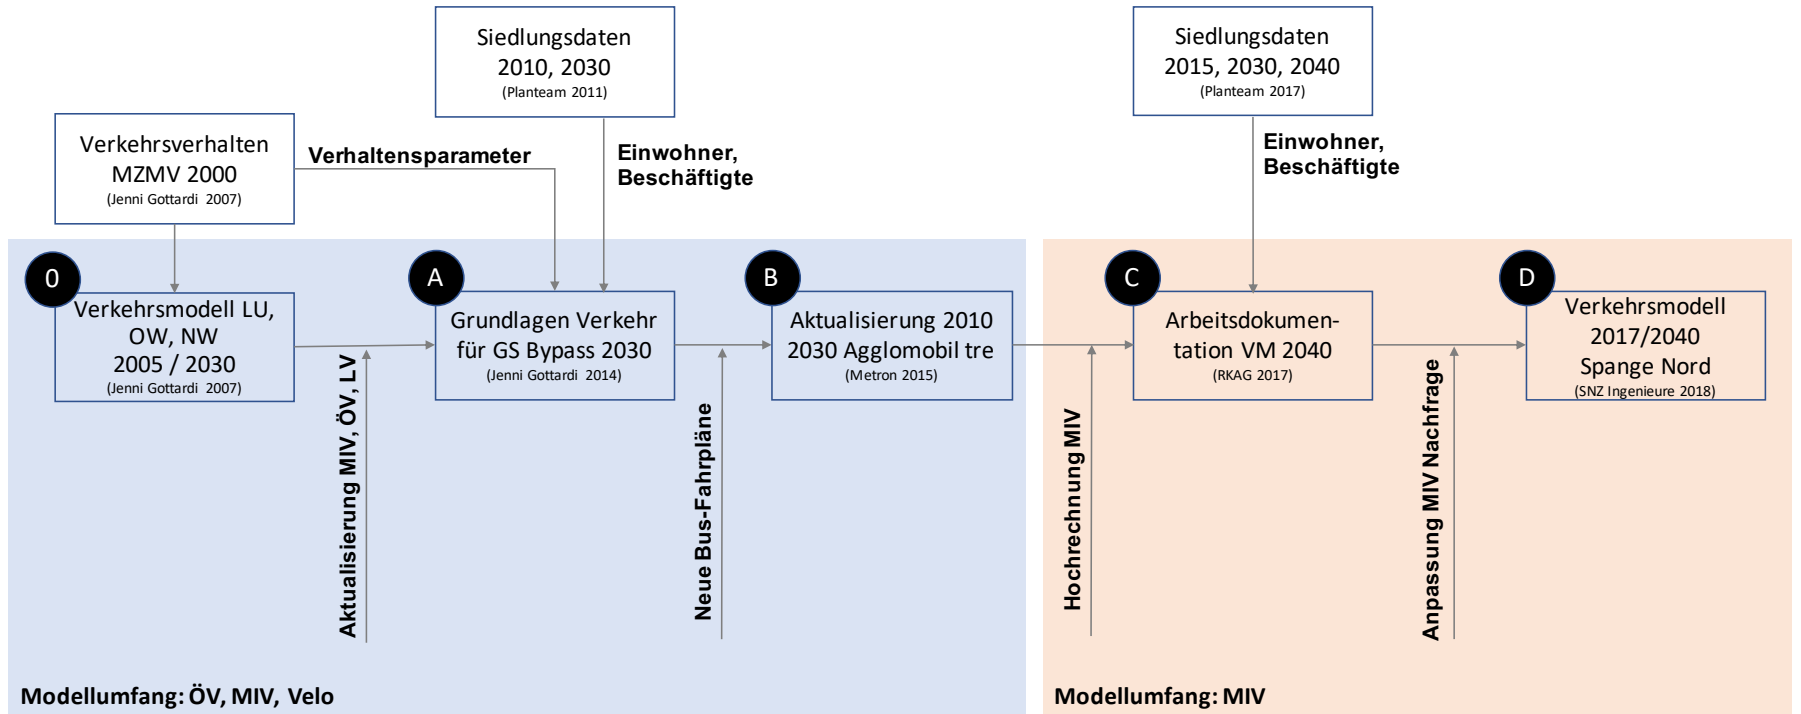 Siedlungsdaten
2010, 2030
(Planteam 2011)
Siedlungsdaten
2015, 2030, 2040
(Planteam 2017)
Verkehrsverhalten
MZMV 2000
(Jenni Gottardi 2007)
Verhaltensparameter
Einwohner,
Beschäftigte
Einwohner,
Beschäftigte
0
Verkehrsmodell LU,
OW, NW
2005 / 2030
(Jenni Gottardi 2007)
Aktualisierung MIV, ÖV, LV
A
Grundlagen Verkehr
für GS Bypass 2030
(Jenni Gottardi 2014)
Neue Bus-Fahrpläne
B
Aktualisierung 2010
2030 Agglomobil tre
(Metron 2015)
Hochrechnung MIV
C
Arbeitsdokumen-
tation VM 2040
(RKAG 2017)
Anpassung MIV Nachfrage
D
Verkehrsmodell
2017/2040
Spange Nord
(SNZ Ingenieure 2018)
Modellumfang: ÖV, MIV, Velo
Modellumfang: MIV